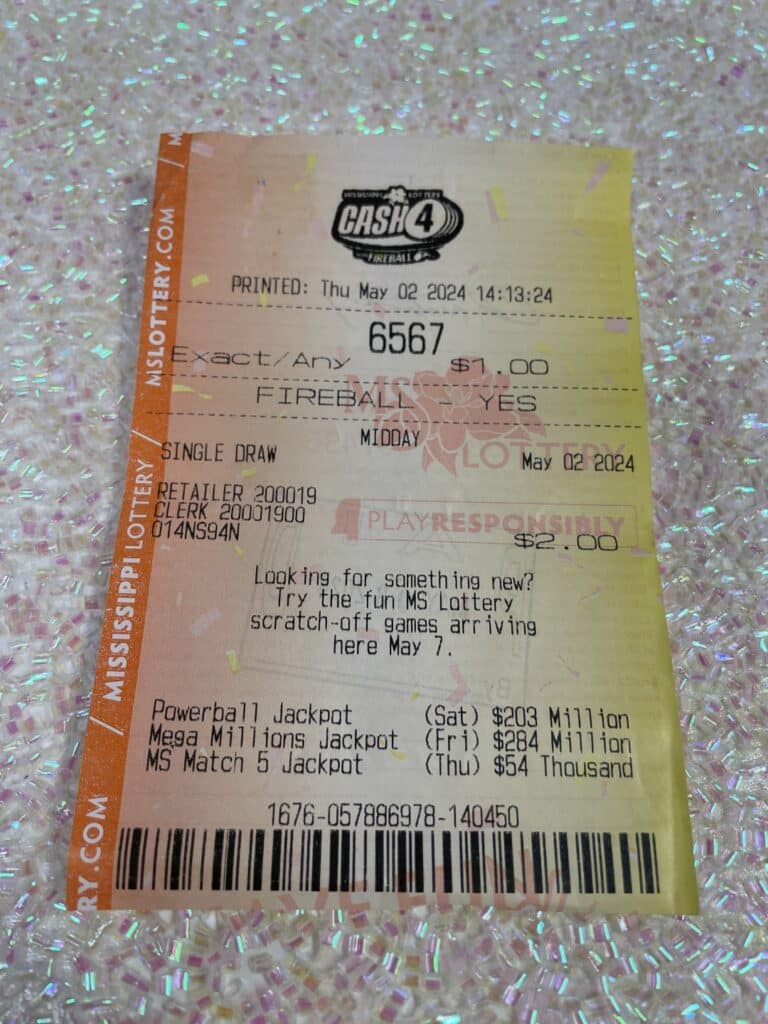 MISSISSIPPI LOTTERY
CASH 4
FIREBALL
PRINTED: Thu May 02 2024 14:13:24
6567
Exact/Any $1.00
FIREBALL - YES
MIDDAY
SINGLE DRAW May 02 2024
MS LOTTERY
RETAILER 200019
CLERK 20001900
014NS94N
PLAYRESPONSIBLY
$2.00
Looking for something new?
Try the fun MS Lottery
scratch-off games arriving
here May 7.
Powerball Jackpot (Sat) $203 Million
Mega Millions Jackpot (Fri) $284 Million
MS Match 5 Jackpot (Thu) $54 Thousand
1676-057886978-140450
RY.COM / MISSISSIPPI LOTTERY / MSLOTTERY.COM / M